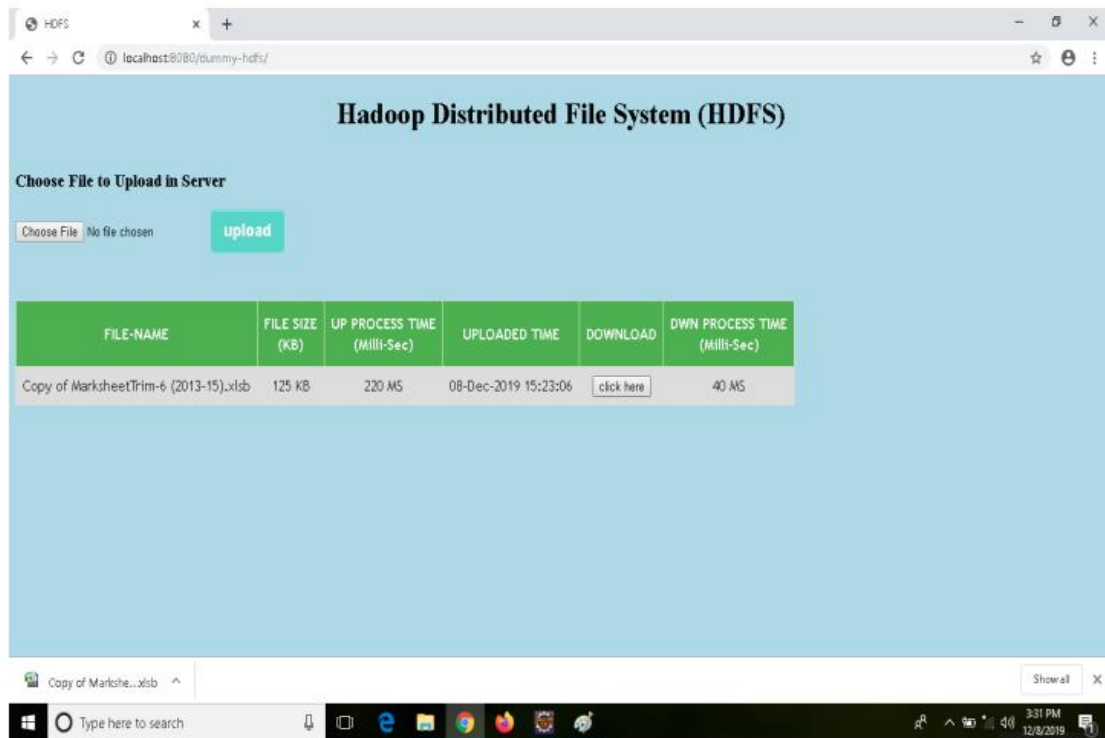 HDFS
localhost:8080/dummy-hdfs/
Hadoop Distributed File System (HDFS)
Choose File to Upload in Server
Choose File No file chosen upload
FILE-NAME FILE SIZE (KB) UP PROCESS TIME (Milli-Sec) UPLOADED TIME DOWNLOAD DWN PROCESS TIME (Milli-Sec)
Copy of MarksheetTrim-6 (2013-15)..xlsb 125 KB 220 MS 08-Dec-2019 15:23:06 click here 40 MS
Copy of Markshe...xlsb Show all
Type here to search 3:31 PM
12/8/2019